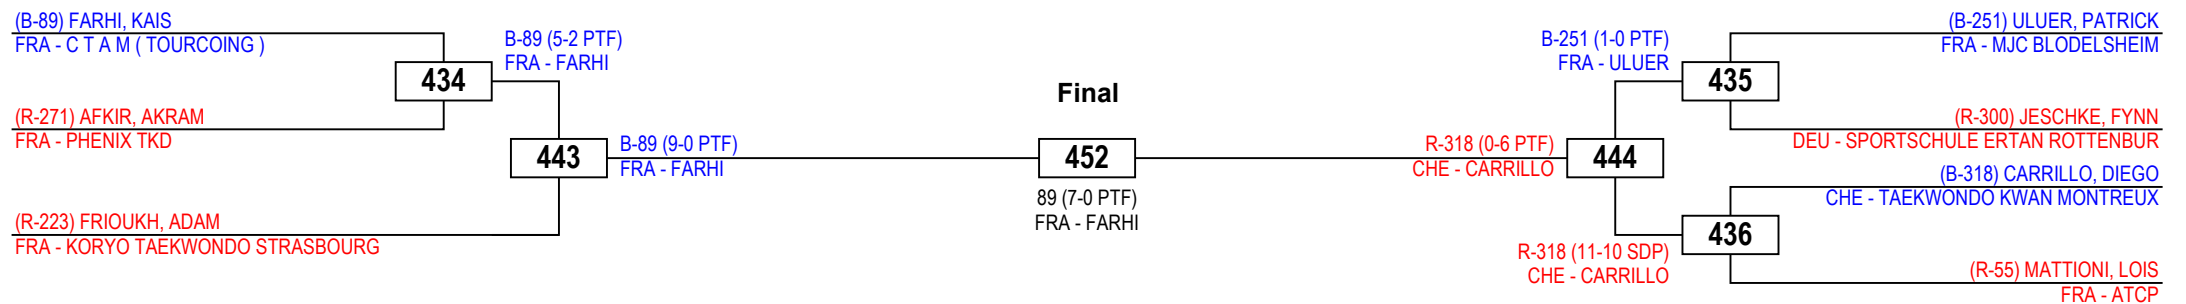 (B-89) FARHI, KAIS
FRA - C T A M ( TOURCOING )
B-89 (5-2 PTF)
FRA - FARHI
434
(R-271) AFKIR, AKRAM
FRA - PHENIX TKD
443
B-89 (9-0 PTF)
FRA - FARHI
(R-223) FRIOUKH, ADAM
FRA - KORYO TAEKWONDO STRASBOURG
Final
452
89 (7-0 PTF)
FRA - FARHI
(B-251) ULUER, PATRICK
FRA - MJC BLODELSHEIM
B-251 (1-0 PTF)
FRA - ULUER
435
(R-300) JESCHKE, FYNN
DEU - SPORTSCHULE ERTAN ROTTENBUR
R-318 (0-6 PTF)
CHE - CARRILLO
444
(B-318) CARRILLO, DIEGO
CHE - TAEKWONDO KWAN MONTREUX
436
R-318 (11-10 SDP)
CHE - CARRILLO
(R-55) MATTIONI, LOIS
FRA - ATCP